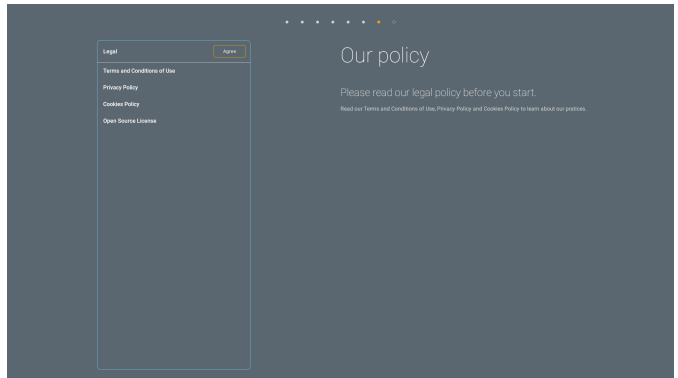 Legal
Agree
Terms and Conditions of Use
Privacy Policy
Cookies Policy
Open Source License
Our policy
Please read our legal policy before you start.
Read our Terms and Conditions of Use, Privacy Policy and Cookies Policy to learn about our pratices.